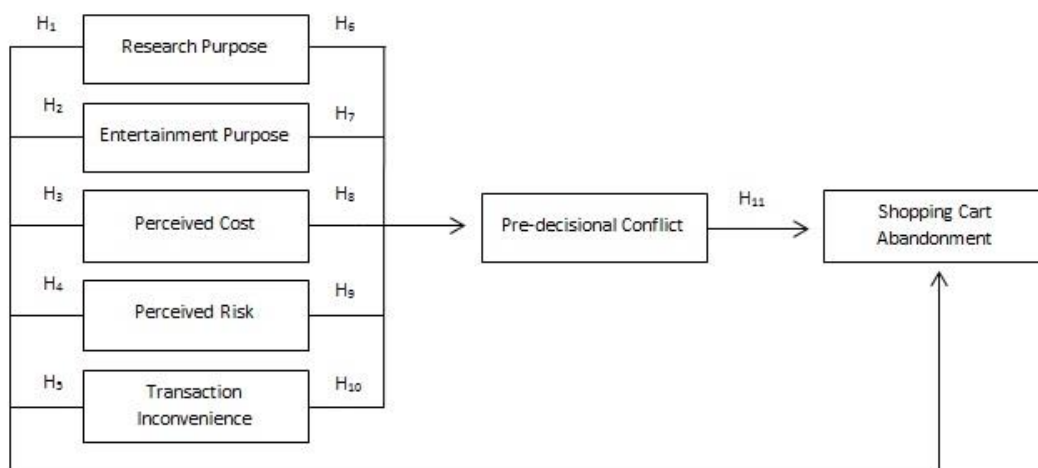 H₁
Research Purpose
H₆
H₂
Entertainment Purpose
H₇
H₃
Perceived Cost
H₈
Pre-decisional Conflict
H₁₁
Shopping Cart
Abandonment
H₄
Perceived Risk
H₉
H₅
Transaction
Inconvenience
H₁₀